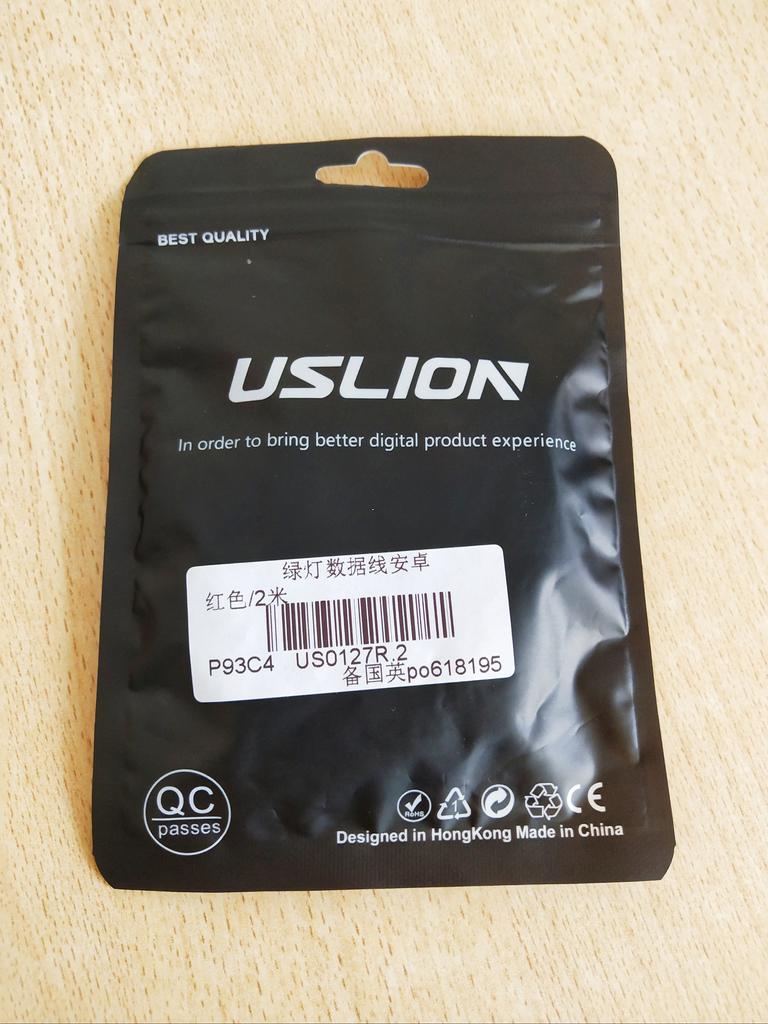 BEST QUALITY
USLION
In order to bring better digital product experience
绿灯数据线安卓
红色/2米
P93C4 US0127R.2
备国英po618195
QC
passes
RoHS
1
CE
Designed in HongKong Made in China